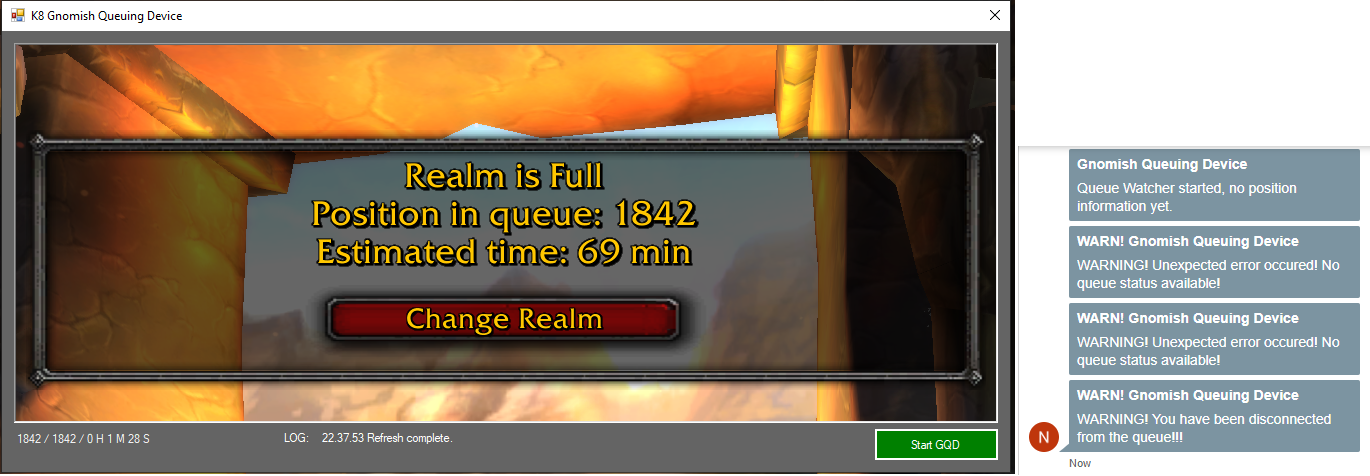 K8 Gnomish Queuing Device
Realm is Full
Position in queue: 1842
Estimated time: 69 min
Change Realm
1842 / 1842 / 0 H 1 M 28 S
LOG: 22.37.53 Refresh complete.
Start GQD
Gnomish Queuing Device
Queue Watcher started, no position
information yet.
WARN! Gnomish Queuing Device
WARNING! Unexpected error occured! No
queue status available!
WARN! Gnomish Queuing Device
WARNING! Unexpected error occured! No
queue status available!
WARN! Gnomish Queuing Device
WARNING! You have been disconnected
from the queue!!!
N
Now